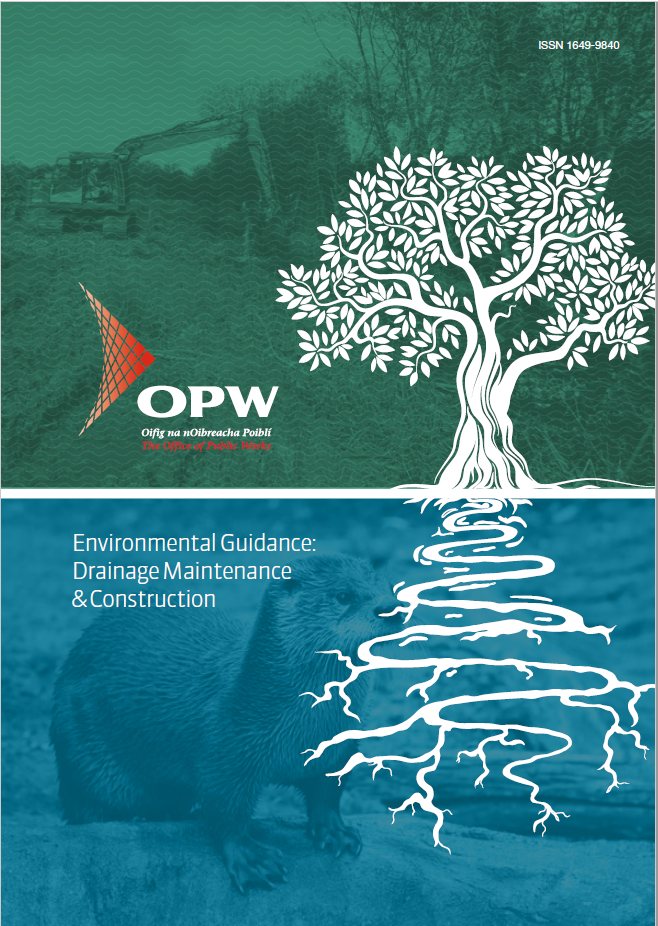 ISSN 1649-9840
OPW
Oifig na nOibreacha Poiblí
The Office of Public Works
Environmental Guidance:
Drainage Maintenance
& Construction